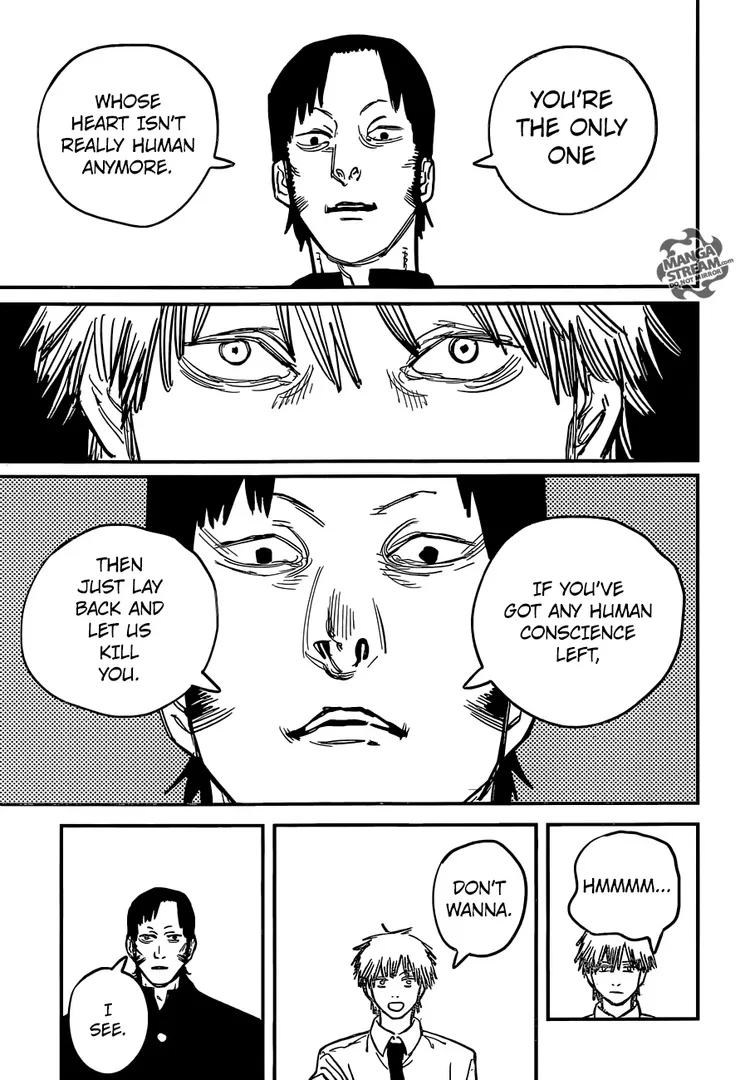 YOU'RE
THE ONLY
ONE
WHOSE
HEART ISN'T
REALLY HUMAN
ANYMORE.
MANGA
STREAM.com
DO NOT MIRROR
IF YOU'VE
GOT ANY HUMAN
CONSCIENCE
LEFT,
THEN
JUST LAY
BACK AND
LET US
KILL
YOU.
HMMMM...
DON'T
WANNA.
I
SEE.